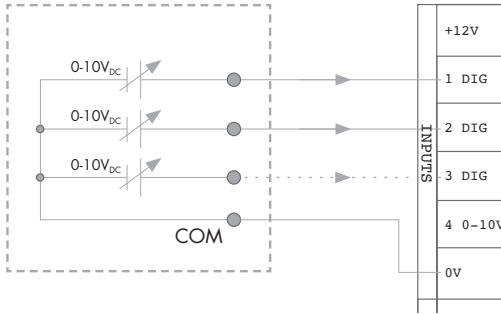 +12V
0-10VDC
1 DIG
0-10VDC
2 DIG
INPUTS
0-10VDC
3 DIG
4 0-10V
COM
0V